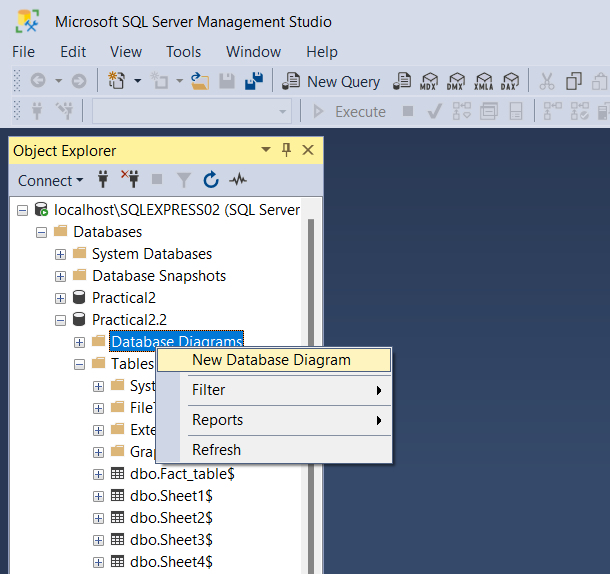 Microsoft SQL Server Management Studio
File Edit View Tools Window Help
New Query MDX DMX XMLA DAX
Execute
Object Explorer
Connect
localhost\SQLEXPRESS02 (SQL Server
Databases
System Databases
Database Snapshots
Practical2
Practical2.2
Database Diagrams
New Database Diagram
Tables
Syst
Filter
File
Exte
Reports
Grap
Refresh
dbo.Fact_table$
dbo.Sheet1$
dbo.Sheet2$
dbo.Sheet3$
dbo.Sheet4$